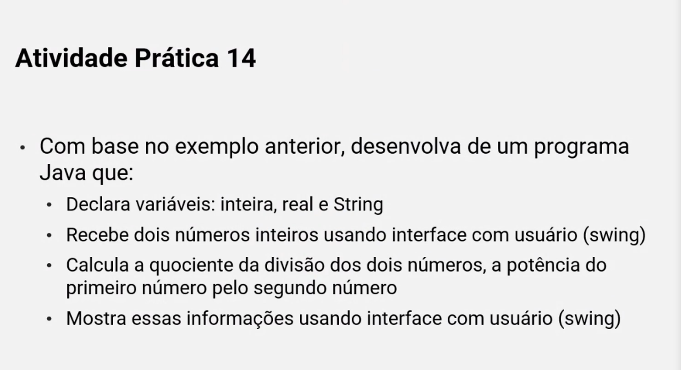 Atividade Prática 14
• Com base no exemplo anterior, desenvolva de um programa
Java que:
• Declara variáveis: inteira, real e String
• Recebe dois números inteiros usando interface com usuário (swing)
• Calcula a quociente da divisão dos dois números, a potência do
primeiro número pelo segundo número
• Mostra essas informações usando interface com usuário (swing)